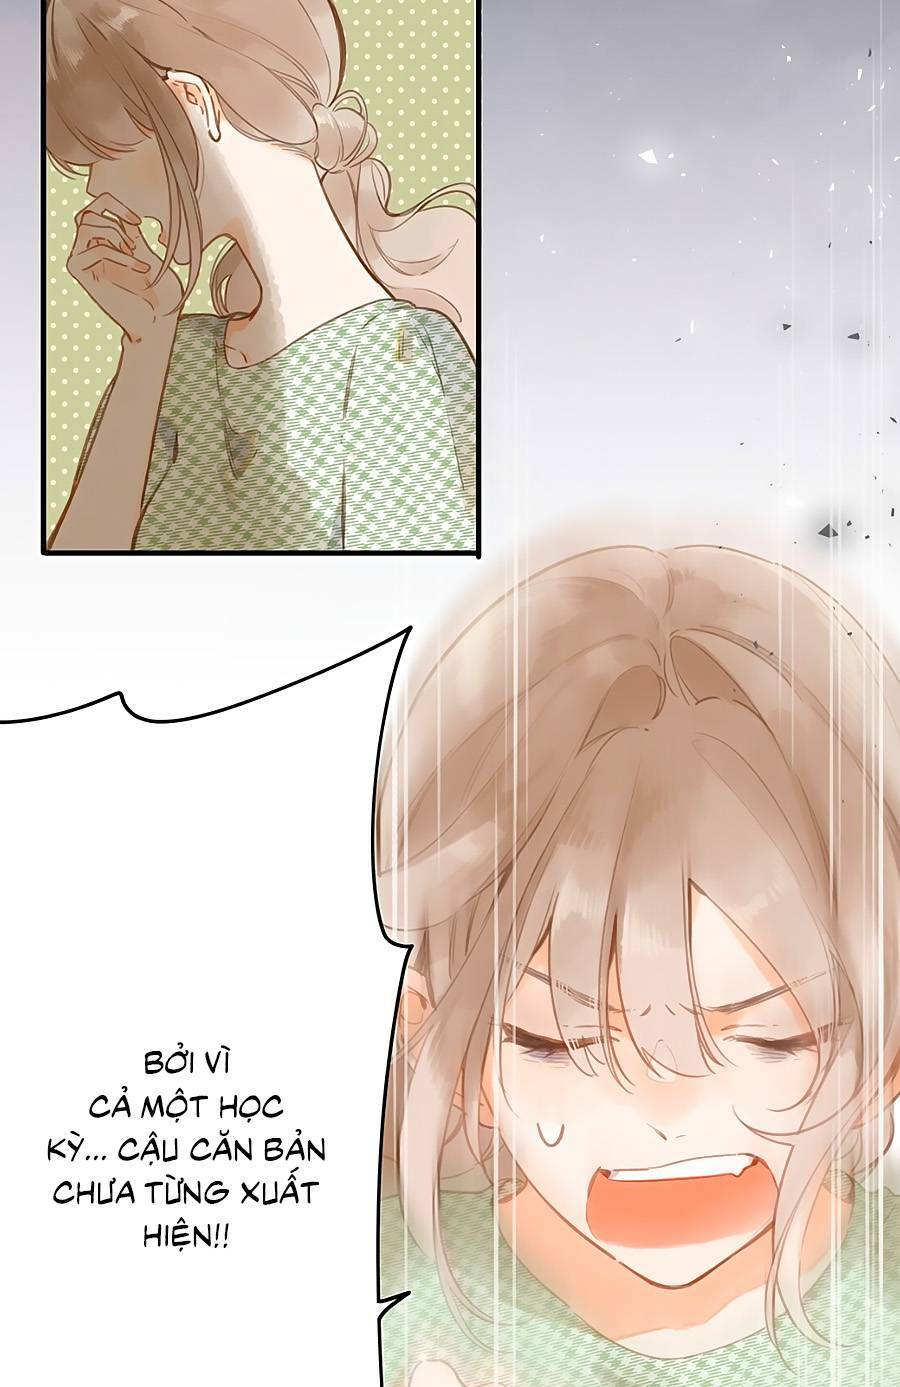 BỞI VÌ
CẢ MỘT HỌC
KỲ... CẬU CĂN BẢN
CHƯA TỪNG XUẤT
HIỆN!!